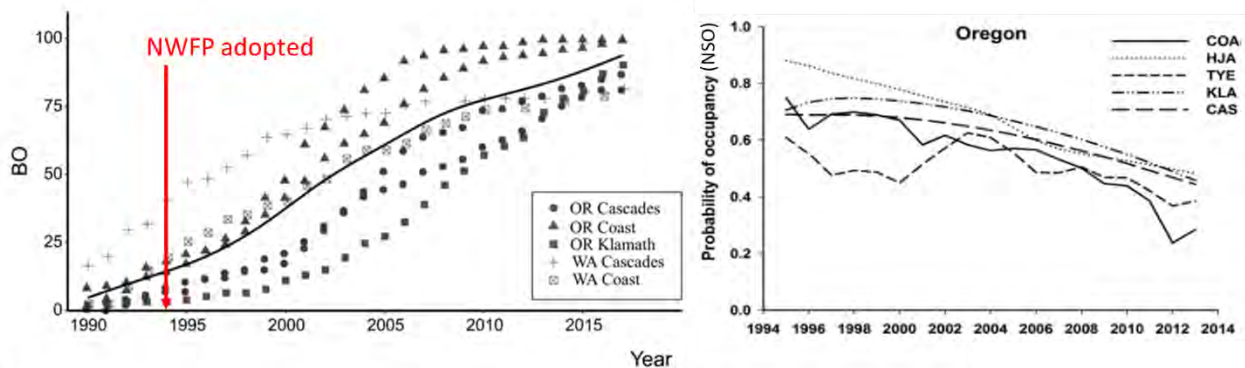 NWFP adopted
BO
100
75
50
25
0
1990
1995
2000
2005
2010
2015
OR Cascades
OR Coast
OR Klamath
WA Cascades
WA Coast
Year
Oregon
Probability of occupancy (NSO)
1.0
0.8
0.6
0.4
0.2
0.0
1994
1996
1998
2000
2002
2004
2006
2008
2010
2012
2014
COA
HJA
TYE
KLA
CAS